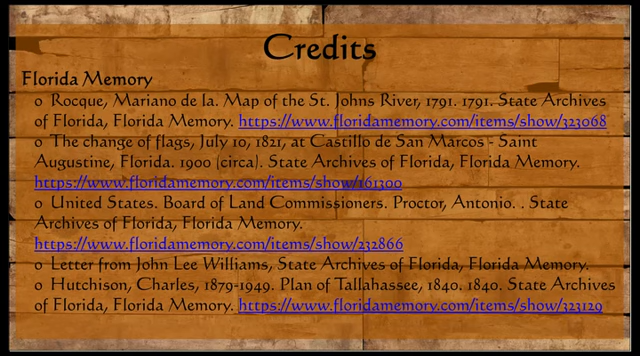 Credits
Florida Memory
o Rocque, Mariano de la. Map of the St. Johns River, 1791. 1791. State Archives
of Florida, Florida Memory. https://www.floridamemory.com/items/show/323068
o The change of flags, July 10, 1821, at Castillo de San Marcos - Saint
Augustine, Florida. 1900 (circa). State Archives of Florida, Florida Memory.
https://www.floridamemory.com/items/show/161300
o United States. Board of Land Commissioners. Proctor, Antonio. . State
Archives of Florida, Florida Memory.
https://www.floridamemory.com/items/show/232866
o Letter from John Lee Williams, State Archives of Florida, Florida Memory.
o Hutchison, Charles, 1879-1949. Plan of Tallahassee, 1840. 1840. State Archives
of Florida, Florida Memory. https://www.floridamemory.com/items/show/323129